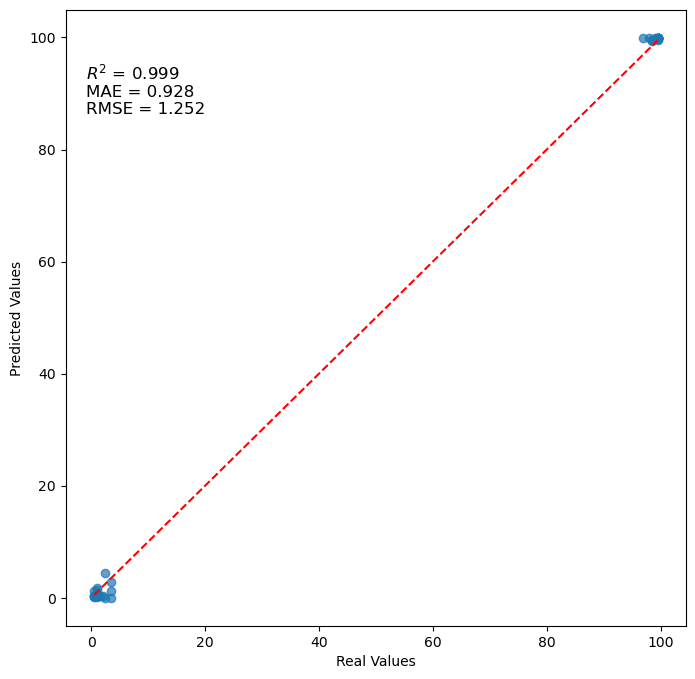 100
80
60
40
20
0
Predicted Values
R² = 0.999
MAE = 0.928
RMSE = 1.252
0 20 40 60 80 100
Real Values